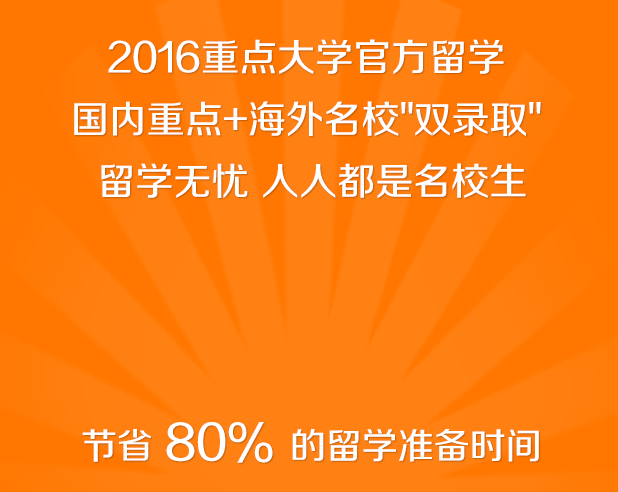 2016重点大学官方留学
国内重点+海外名校"双录取"
留学无忧 人人都是名校生
节省 80% 的留学准备时间